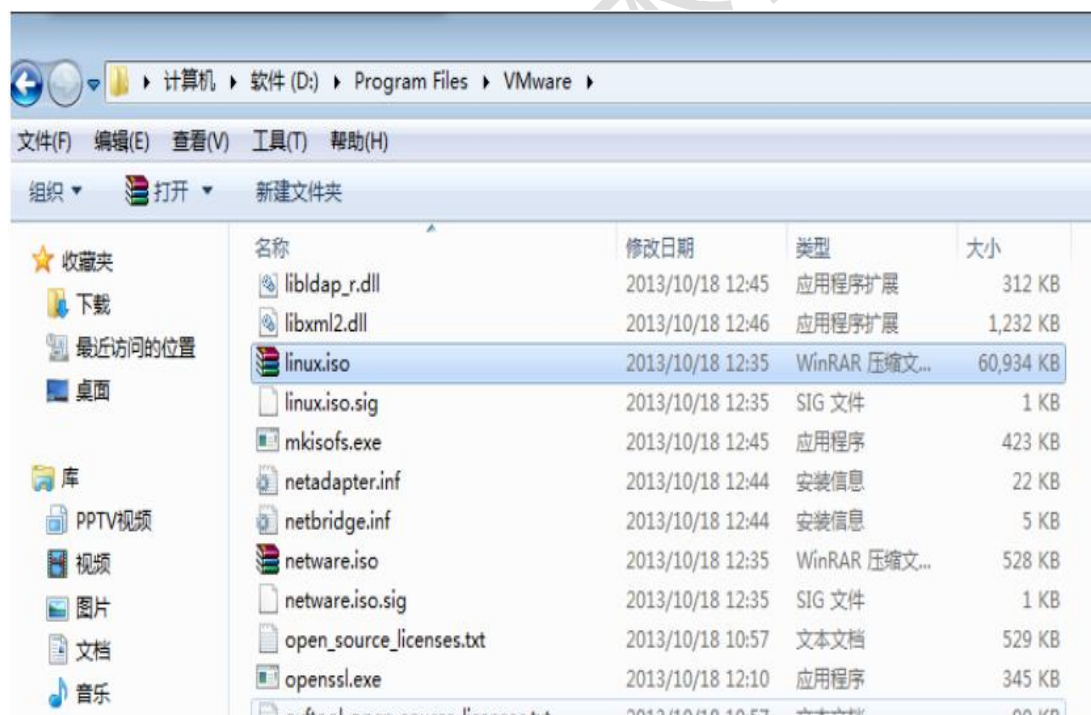 计算机 软件 (D:) Program Files VMware
文件(F) 编辑(E) 查看(V) 工具(T) 帮助(H)
组织 打开 新建文件夹
收藏夹
下载
最近访问的位置
桌面
库
PPTV视频
视频
图片
文档
音乐
名称 修改日期 类型 大小
libldap_r.dll 2013/10/18 12:45 应用程序扩展 312 KB
libxml2.dll 2013/10/18 12:46 应用程序扩展 1,232 KB
linux.iso 2013/10/18 12:35 WinRAR 压缩文... 60,934 KB
linux.iso.sig 2013/10/18 12:35 SIG 文件 1 KB
mkisofs.exe 2013/10/18 12:45 应用程序 423 KB
netadapter.inf 2013/10/18 12:44 安装信息 22 KB
netbridge.inf 2013/10/18 12:44 安装信息 5 KB
netware.iso 2013/10/18 12:35 WinRAR 压缩文... 528 KB
netware.iso.sig 2013/10/18 12:35 SIG 文件 1 KB
open_source_licenses.txt 2013/10/18 10:57 文本文档 529 KB
openssl.exe 2013/10/18 12:10 应用程序 345 KB